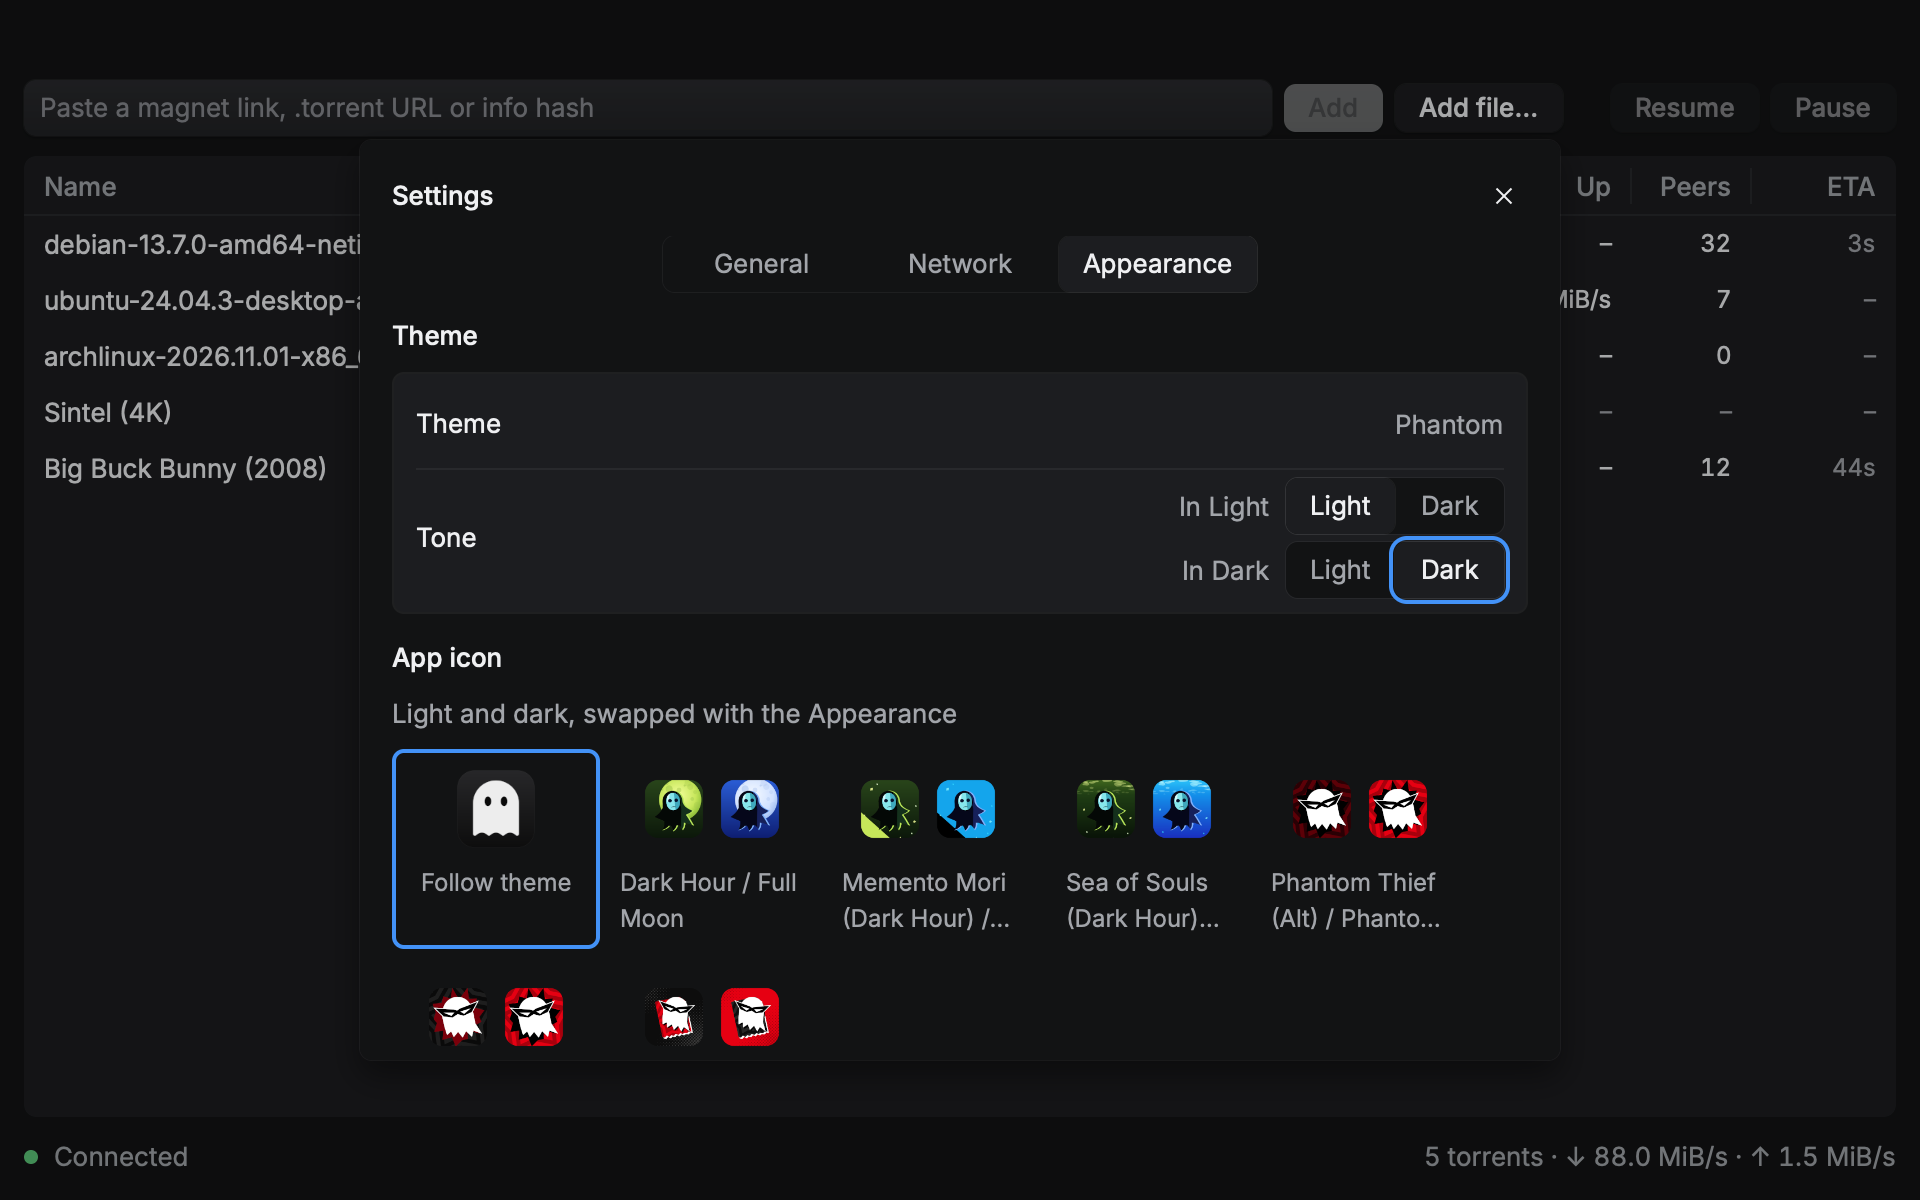 Paste a magnet link, .torrent URL or info hash
Add
Add file...
Resume
Pause
Name
Up
Peers
ETA
Settings
General
Network
Appearance
debian-13.7.0-amd64-neti
–
32
3s
ubuntu-24.04.3-desktop-a
MiB/s
7
–
archlinux-2026.11.01-x86_6
–
0
–
Sintel (4K)
–
–
–
Big Buck Bunny (2008)
–
12
44s
Theme
Theme
Phantom
Tone
In Light
Light
Dark
In Dark
Light
Dark
App icon
Light and dark, swapped with the Appearance
Follow theme
Dark Hour / Full
Moon
Memento Mori
(Dark Hour) /...
Sea of Souls
(Dark Hour)...
Phantom Thief
(Alt) / Phanto...
Connected
5 torrents · ↓ 88.0 MiB/s · ↑ 1.5 MiB/s